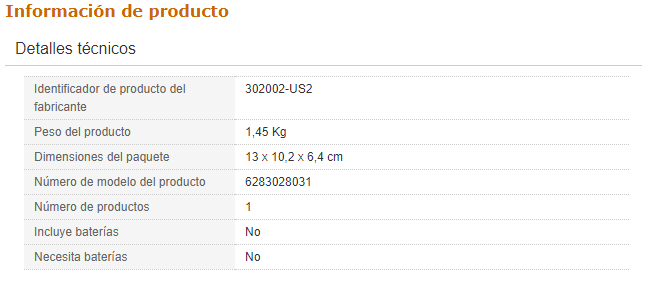 Información de producto
Detalles técnicos
Identificador de producto del fabricante 302002-US2
Peso del producto 1,45 Kg
Dimensiones del paquete 13 x 10,2 x 6,4 cm
Número de modelo del producto 6283028031
Número de productos 1
Incluye baterías No
Necesita baterías No